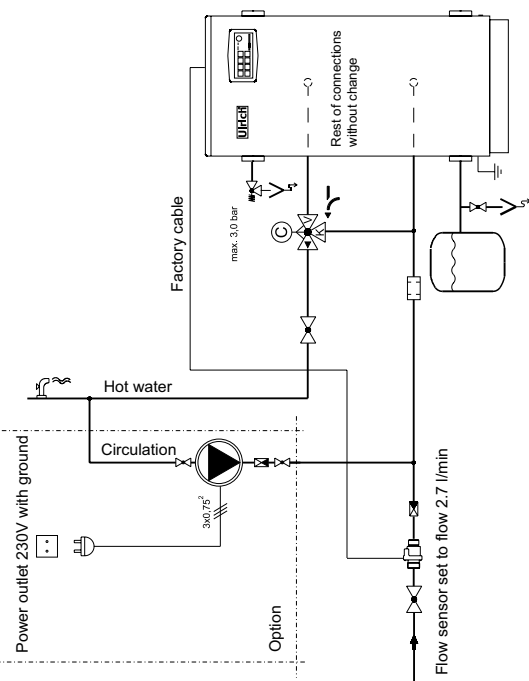 Ulrich
Rest of connections
without change
Factory cable
max. 3,0 bar
C
V
K
Hot water
Circulation
Power outlet 230V with ground
3x0,75²
Option
Flow sensor set to flow 2.7 l/min